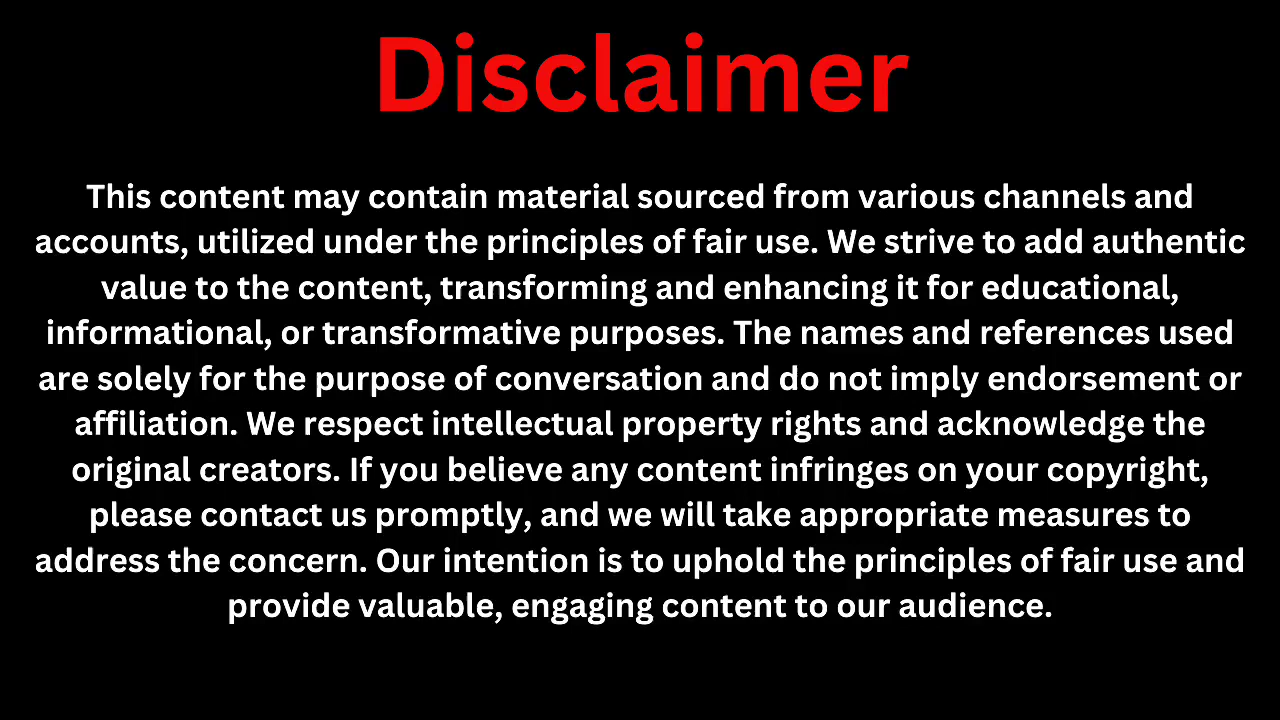 Disclaimer
This content may contain material sourced from various channels and
accounts, utilized under the principles of fair use. We strive to add authentic
value to the content, transforming and enhancing it for educational,
informational, or transformative purposes. The names and references used
are solely for the purpose of conversation and do not imply endorsement or
affiliation. We respect intellectual property rights and acknowledge the
original creators. If you believe any content infringes on your copyright,
please contact us promptly, and we will take appropriate measures to
address the concern. Our intention is to uphold the principles of fair use and
provide valuable, engaging content to our audience.